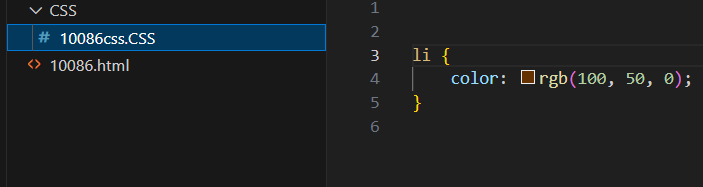 CSS
# 10086css.CSS
<> 10086.html
1
2
3 li {
4 color: rgb(100, 50, 0);
5 }
6